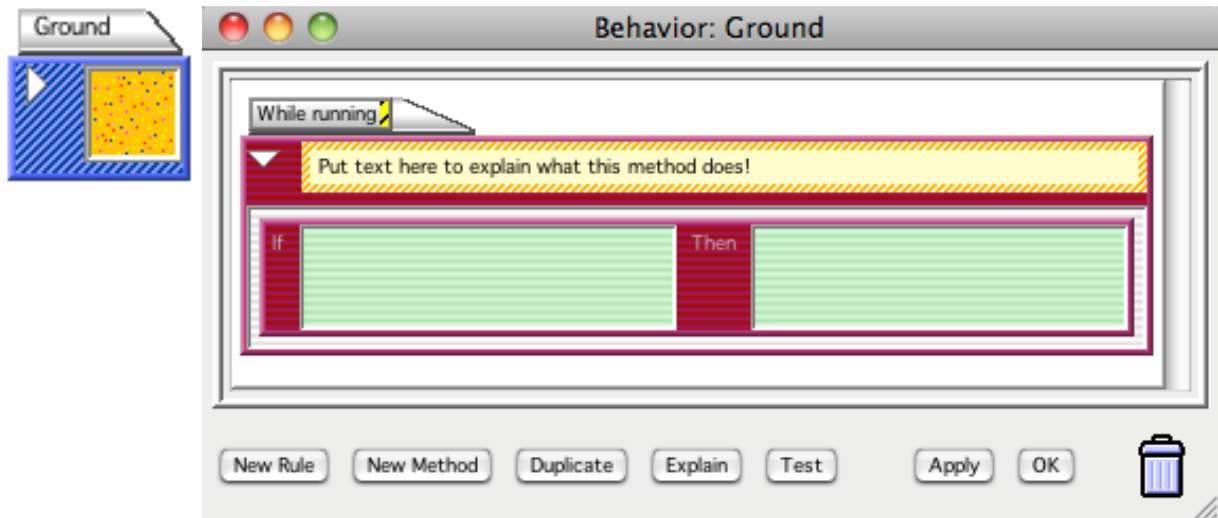 Ground
Behavior: Ground
While running
Put text here to explain what this method does!
If
Then
New Rule
New Method
Duplicate
Explain
Test
Apply
OK